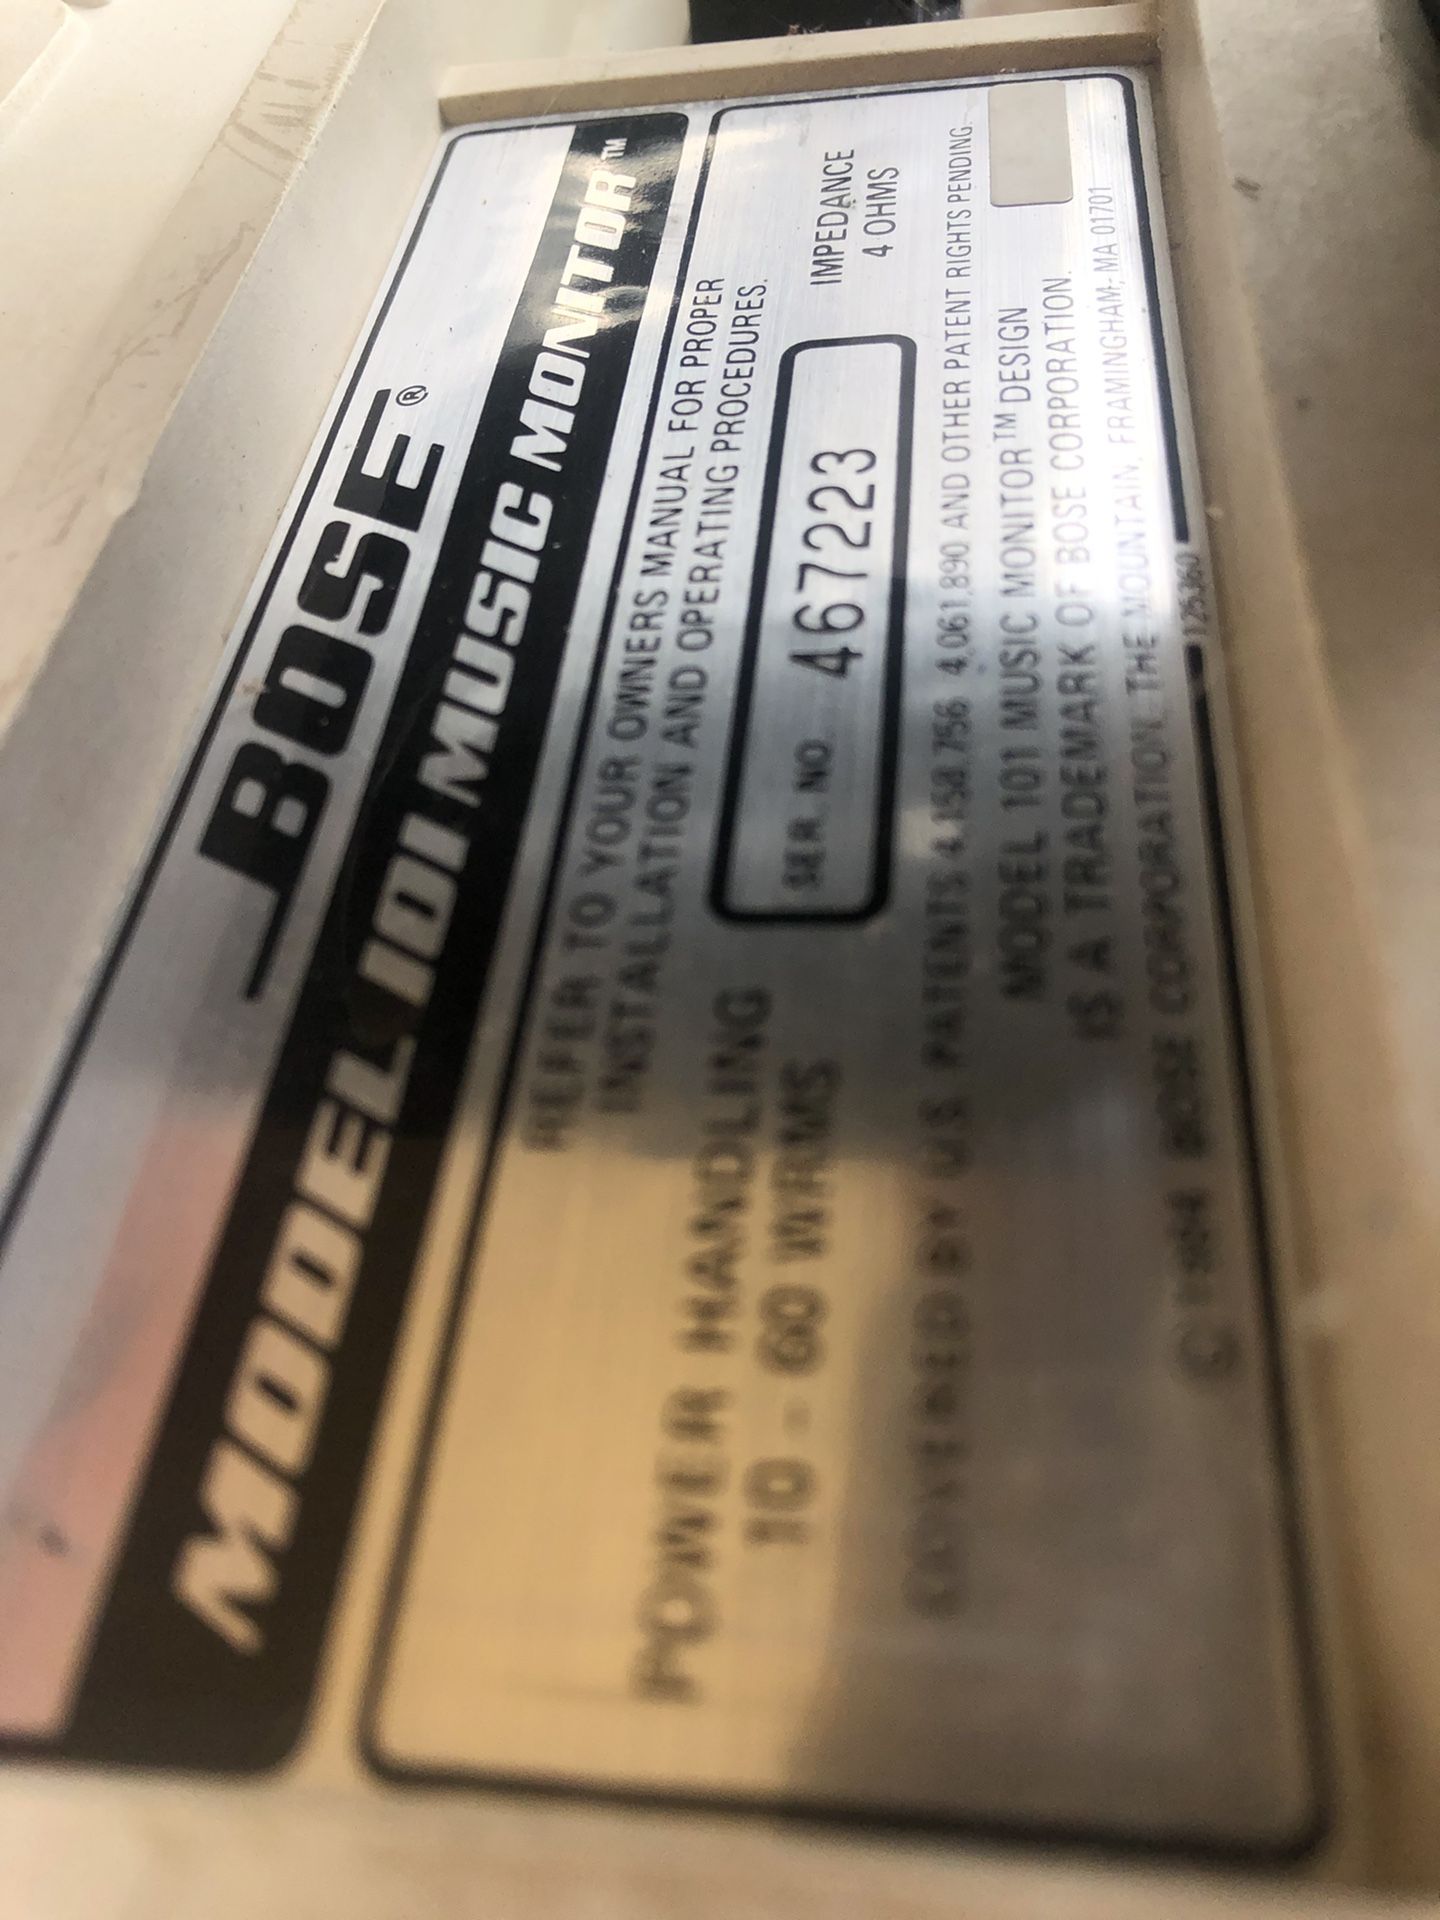 BOSE®
MODEL 101 MUSIC MONITOR™
REFER TO YOUR OWNERS MANUAL FOR PROPER
INSTALLATION AND OPERATING PROCEDURES.
POWER HANDLING
10 - 60 WRMS
SER. NO. 467223
IMPEDANCE
4 OHMS
COVERED BY U.S. PATENTS 4,158,756 4,061,890 AND OTHER PATENT RIGHTS PENDING.
MODEL 101 MUSIC MONITOR™ DESIGN
IS A TRADEMARK OF BOSE CORPORATION.
© 1984 BOSE CORPORATION, THE MOUNTAIN, FRAMINGHAM, MA 01701
125360